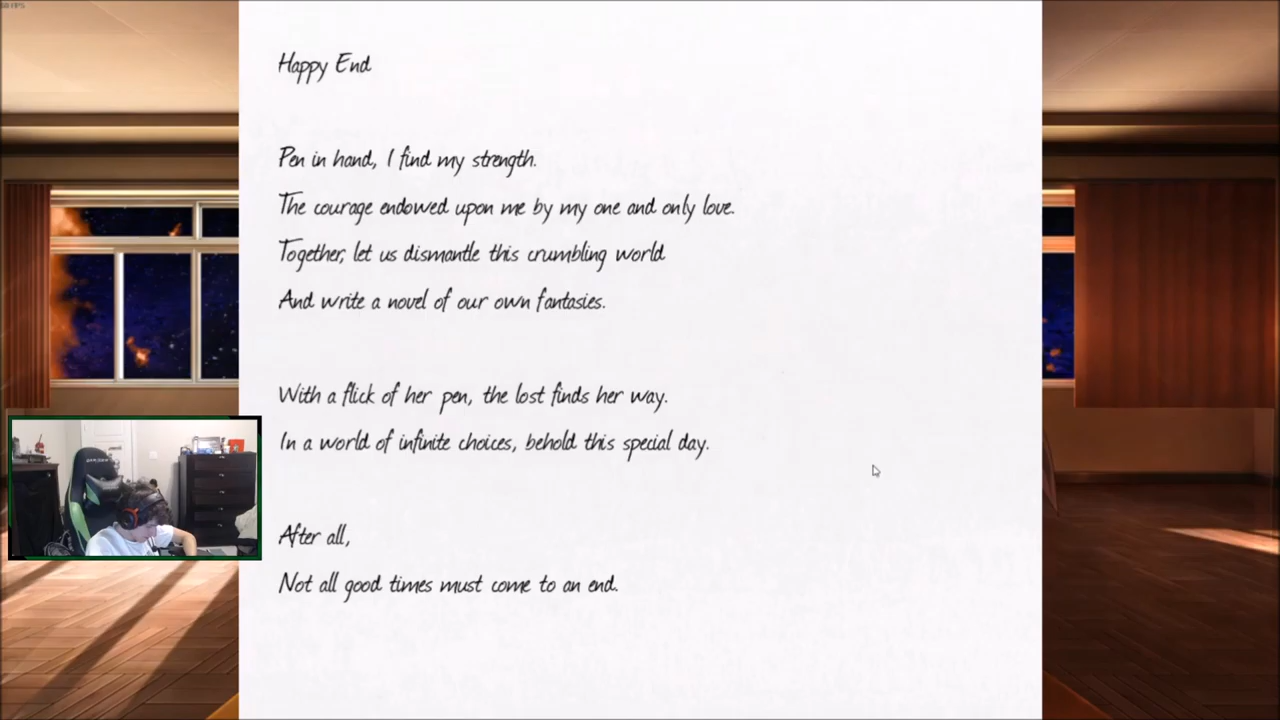 Happy End
Pen in hand, I find my strength.
The courage endowed upon me by my one and only love.
Together, let us dismantle this crumbling world
And write a novel of our own fantasies.
With a flick of her pen, the lost finds her way.
In a world of infinite choices, behold this special day.
After all,
Not all good times must come to an end.